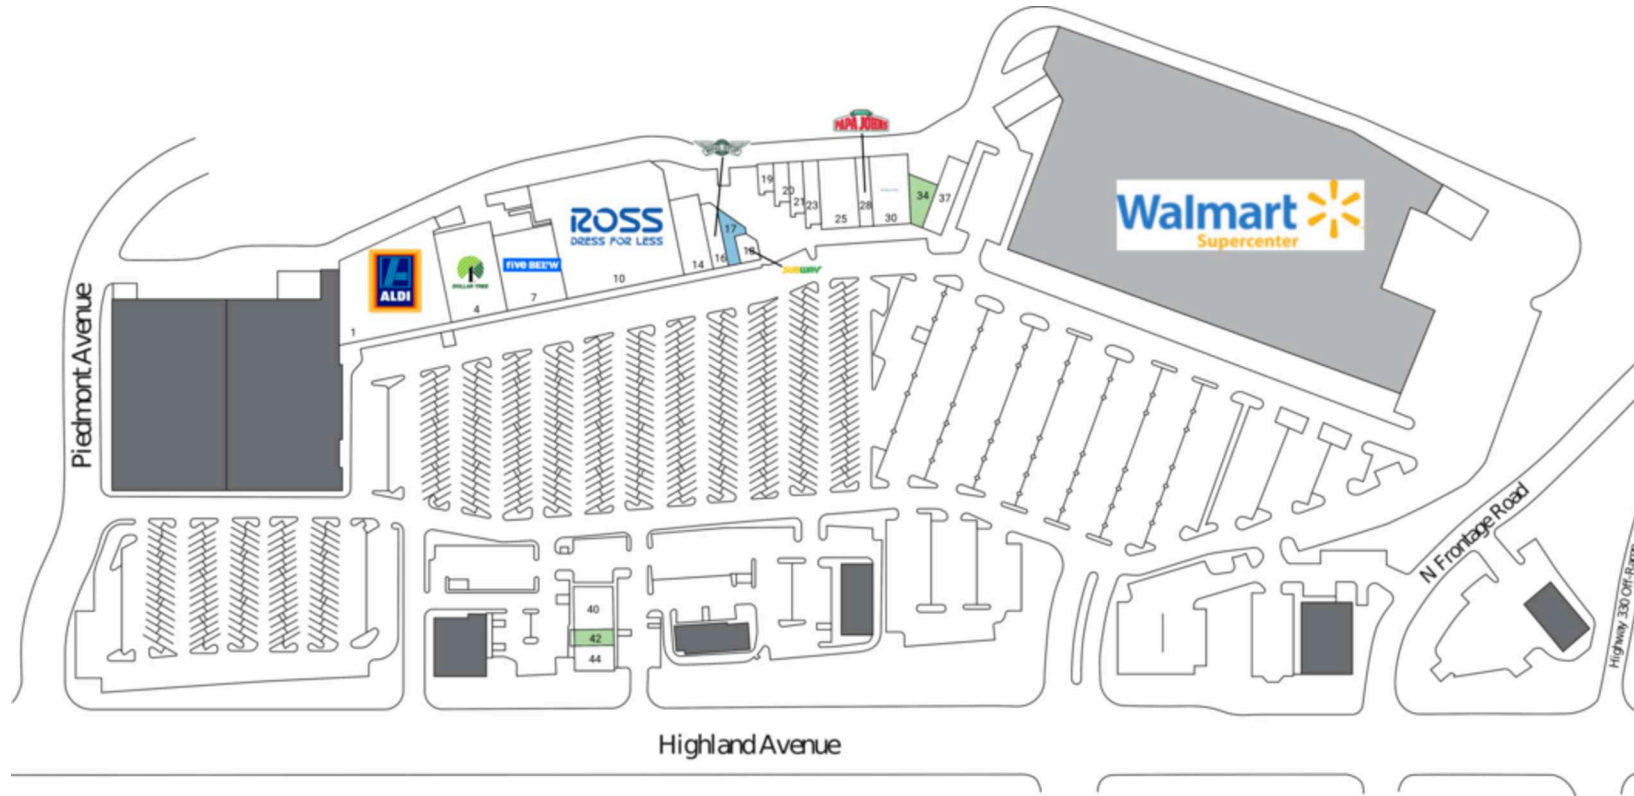 PAPA JOHNS
Walmart
Supercenter
ROSS
DRESS FOR LESS
five BEL°W
ALDI
DOLLAR TREE
SUBWAY
1
4
7
10
14
16
17
18
19
20
21
23
25
28
30
34
37
40
42
44
Piedmont Avenue
N Frontage Road
Highway 330 Off-Ramp
Highland Avenue